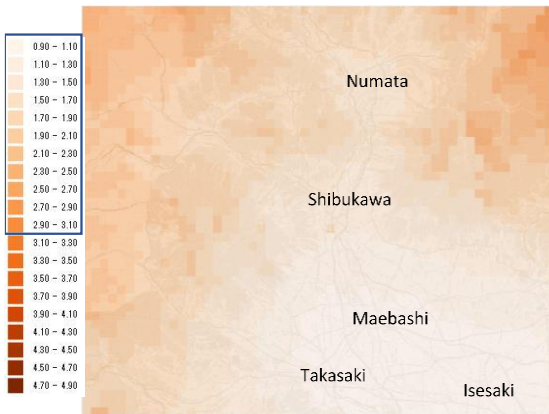 0.90 - 1.10
1.10 - 1.30
1.30 - 1.50
1.50 - 1.70
1.70 - 1.90
1.90 - 2.10
2.10 - 2.30
2.30 - 2.50
2.50 - 2.70
2.70 - 2.90
2.90 - 3.10
3.10 - 3.30
3.30 - 3.50
3.50 - 3.70
3.70 - 3.90
3.90 - 4.10
4.10 - 4.30
4.30 - 4.50
4.50 - 4.70
4.70 - 4.90
Numata
Shibukawa
Maebashi
Takasaki
Isesaki